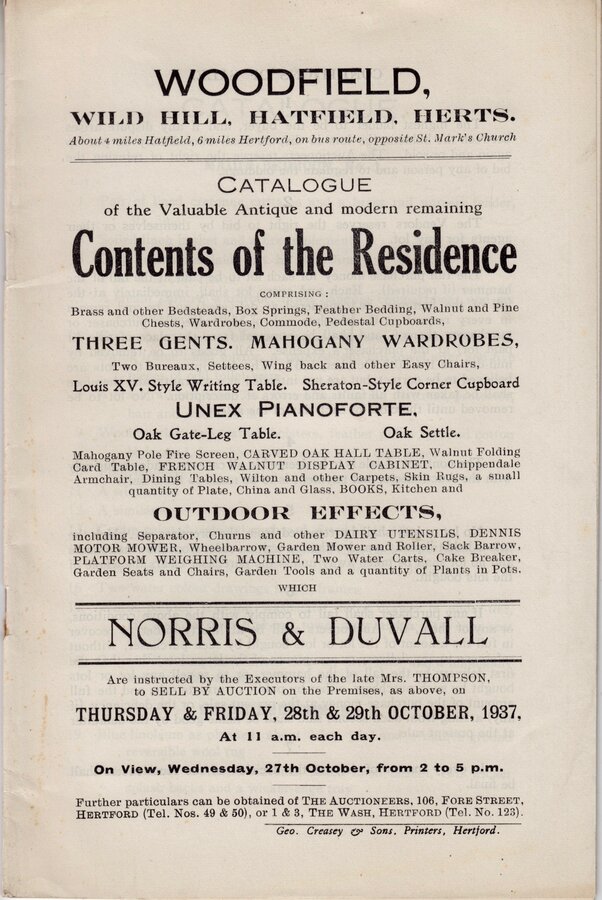 WOODFIELD,
WILD HILL, HATFIELD, HERTS.
About 4 miles Hatfield, 6 miles Hertford, on bus route, opposite St. Mark's Church
CATALOGUE
of the Valuable Antique and modern remaining
Contents of the Residence
COMPRISING :
Brass and other Bedsteads, Box Springs, Feather Bedding, Walnut and Pine
Chests, Wardrobes, Commode, Pedestal Cupboards,
THREE GENTS. MAHOGANY WARDROBES,
Two Bureaux, Settees, Wing back and other Easy Chairs,
Louis XV. Style Writing Table. Sheraton-Style Corner Cupboard
UNEX PIANOFORTE,
Oak Gate-Leg Table. Oak Settle.
Mahogany Pole Fire Screen, CARVED OAK HALL TABLE, Walnut Folding
Card Table, FRENCH WALNUT DISPLAY CABINET, Chippendale
Armchair, Dining Tables, Wilton and other Carpets, Skin Rugs, a small
quantity of Plate, China and Glass, BOOKS, Kitchen and
OUTDOOR EFFECTS,
including Separator, Churns and other DAIRY UTENSILS, DENNIS
MOTOR MOWER, Wheelbarrow, Garden Mower and Roller, Sack Barrow,
PLATFORM WEIGHING MACHINE, Two Water Carts, Cake Breaker,
Garden Seats and Chairs, Garden Tools and a quantity of Plants in Pots.
WHICH
NORRIS & DUVALL
Are instructed by the Executors of the late Mrs. THOMPSON,
to SELL BY AUCTION on the Premises, as above, on
THURSDAY & FRIDAY, 28th & 29th OCTOBER, 1937,
At 11 a.m. each day.
On View, Wednesday, 27th October, from 2 to 5 p.m.
Further particulars can be obtained of THE AUCTIONEERS, 106, FORE STREET,
HERTFORD (Tel. Nos. 49 & 50), or 1 & 3, THE WASH, HERTFORD (Tel. No. 123).
Geo. Creasey & Sons, Printers, Hertford.